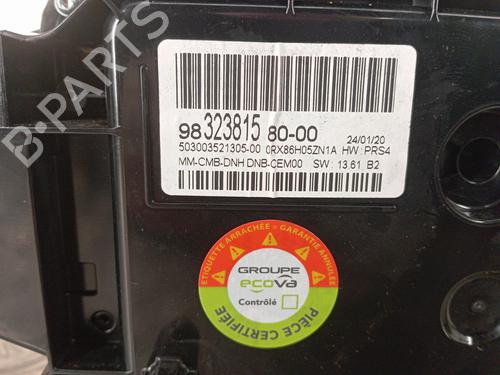 B-PARTS
98 323815 80-00
24/01/20
503003521305-00 0RX86H05ZN1A HW : PRS4
MM-CMB-DNH DNB-CEM00 SW : 13.61 B2
ETIQUETTE ARRACHÉE = GARANTIE ANNULÉE
GROUPE
ecova
Contrôlé
PIÈCE CERTIFIÉE